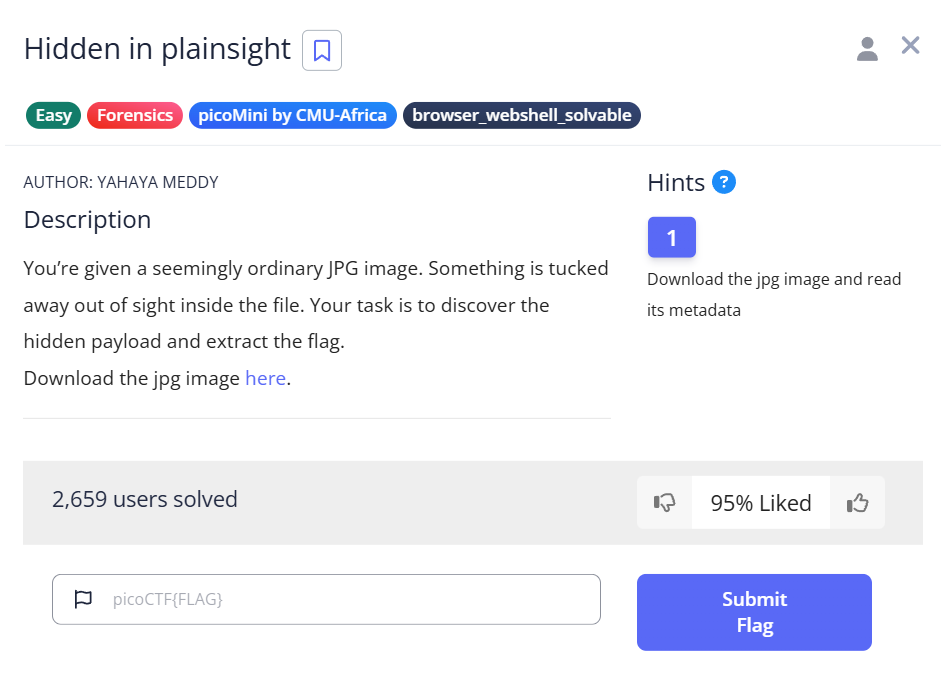 Hidden in plainsight
Easy Forensics picoMini by CMU-Africa browser_webshell_solvable
AUTHOR: YAHAYA MEDDY
Description
You’re given a seemingly ordinary JPG image. Something is tucked
away out of sight inside the file. Your task is to discover the
hidden payload and extract the flag.
Download the jpg image here.
Hints ?
1
Download the jpg image and read
its metadata
2,659 users solved
95% Liked
picoCTF{FLAG}
Submit
Flag